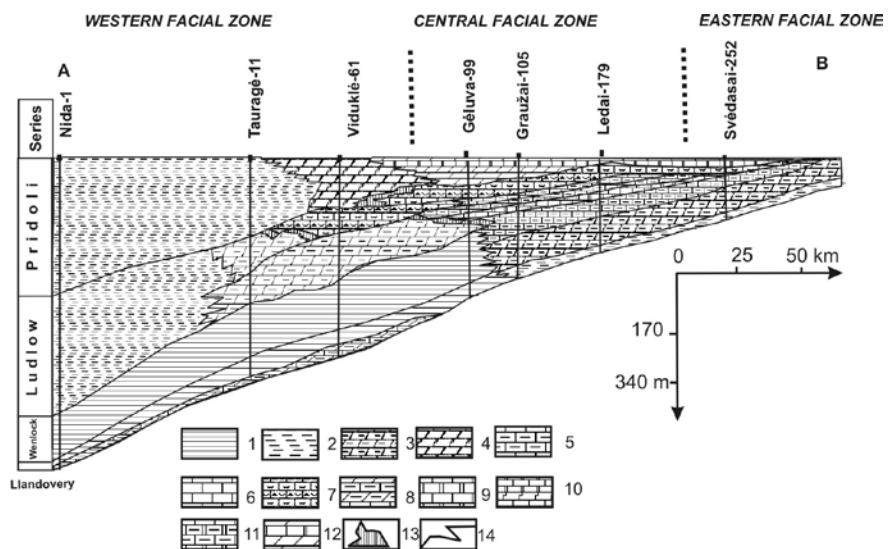 WESTERN FACIAL ZONE CENTRAL FACIAL ZONE EASTERN FACIAL ZONE
A B
Series
Nida-1
Tauragė-11
Viduklė-61
Gėluva-99
Graužai-105
Ledai-179
Svėdasai-252
Pridoli
Ludlow
Wenlock
Llandovery
0 25 50 km
170
340 m
1 2 3 4 5
6 7 8 9 10
11 12 13 14